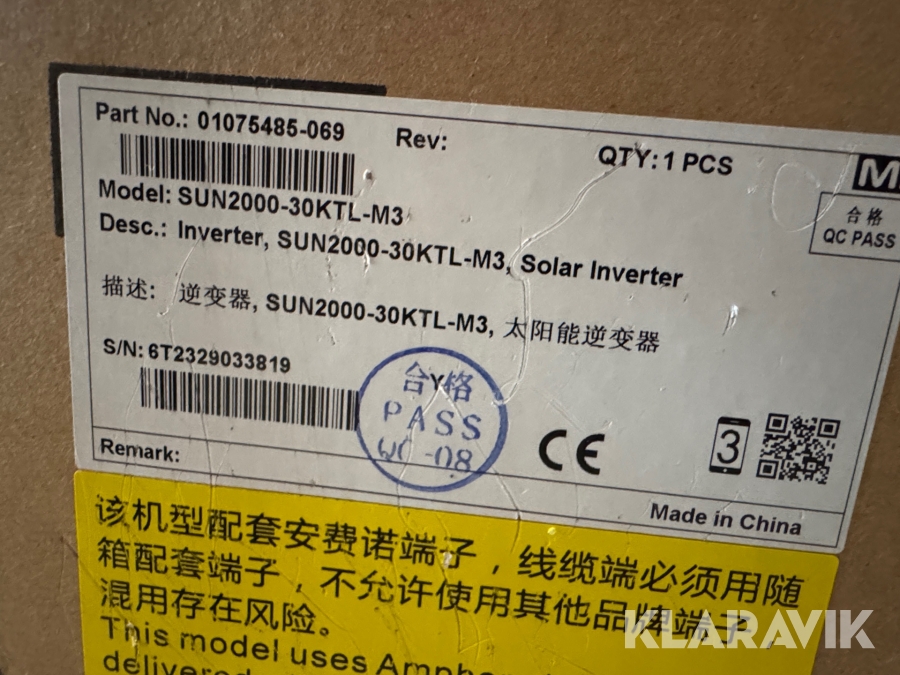 Part No.: 01075485-069
Rev:
QTY: 1 PCS
Model: SUN2000-30KTL-M3
合格
QC PASS
Desc.: Inverter, SUN2000-30KTL-M3, Solar Inverter
描述: 逆变器, SUN2000-30KTL-M3, 太阳能逆变器
S/N: 6T2329033819
Y
合格
PASS
08
CE
3
Remark:
Made in China
该机型配套安费诺端子，线缆端必须用随
箱配套端子，不允许使用其他品牌端子，
混用存在风险。
This model uses
delivered
KLARAVIK